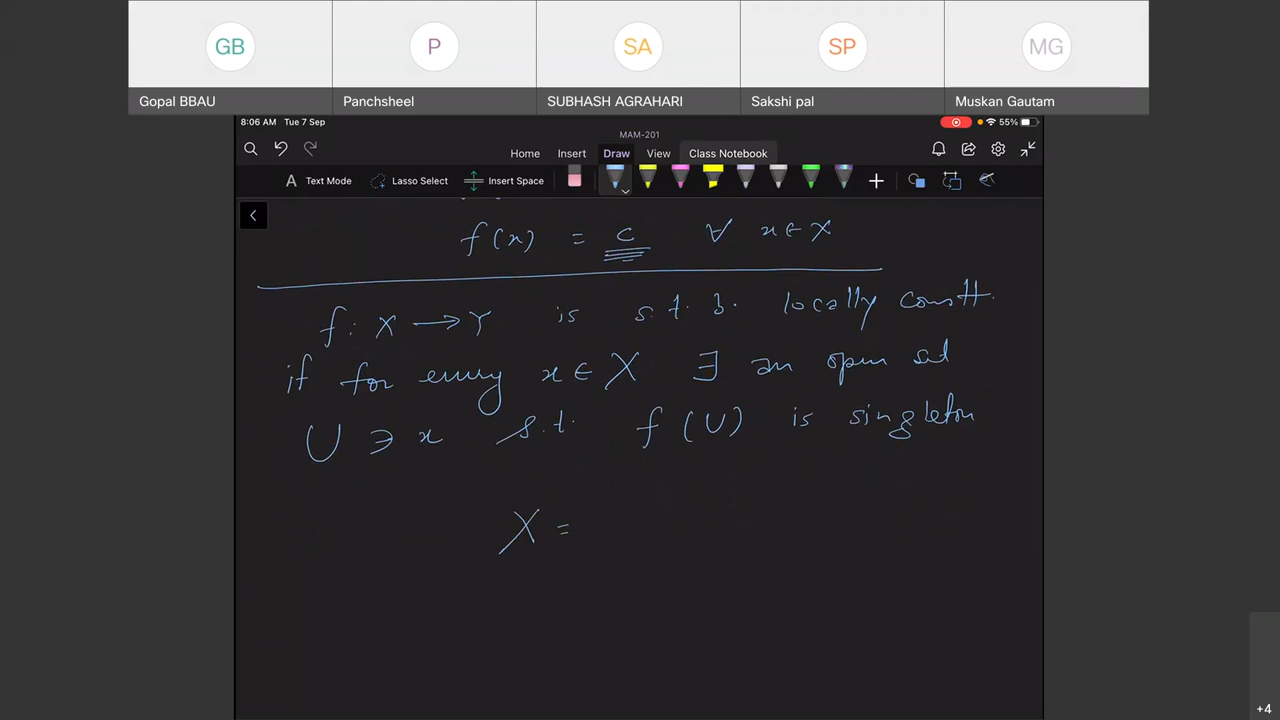 GB P SA SP MG
Gopal BBAU Panchsheel SUBHASH AGRAHARI Sakshi pal Muskan Gautam
8:06 AM Tue 7 Sep 55%
MAM-201
Home Insert Draw View Class Notebook
A Text Mode Lasso Select Insert Space
f(x) = c ∀ x ∈ X
f: X → Y is s.t.b. locally constt.
if for every x ∈ X ∃ an open set
U ∋ x s.t. f(U) is singleton
X =
+4